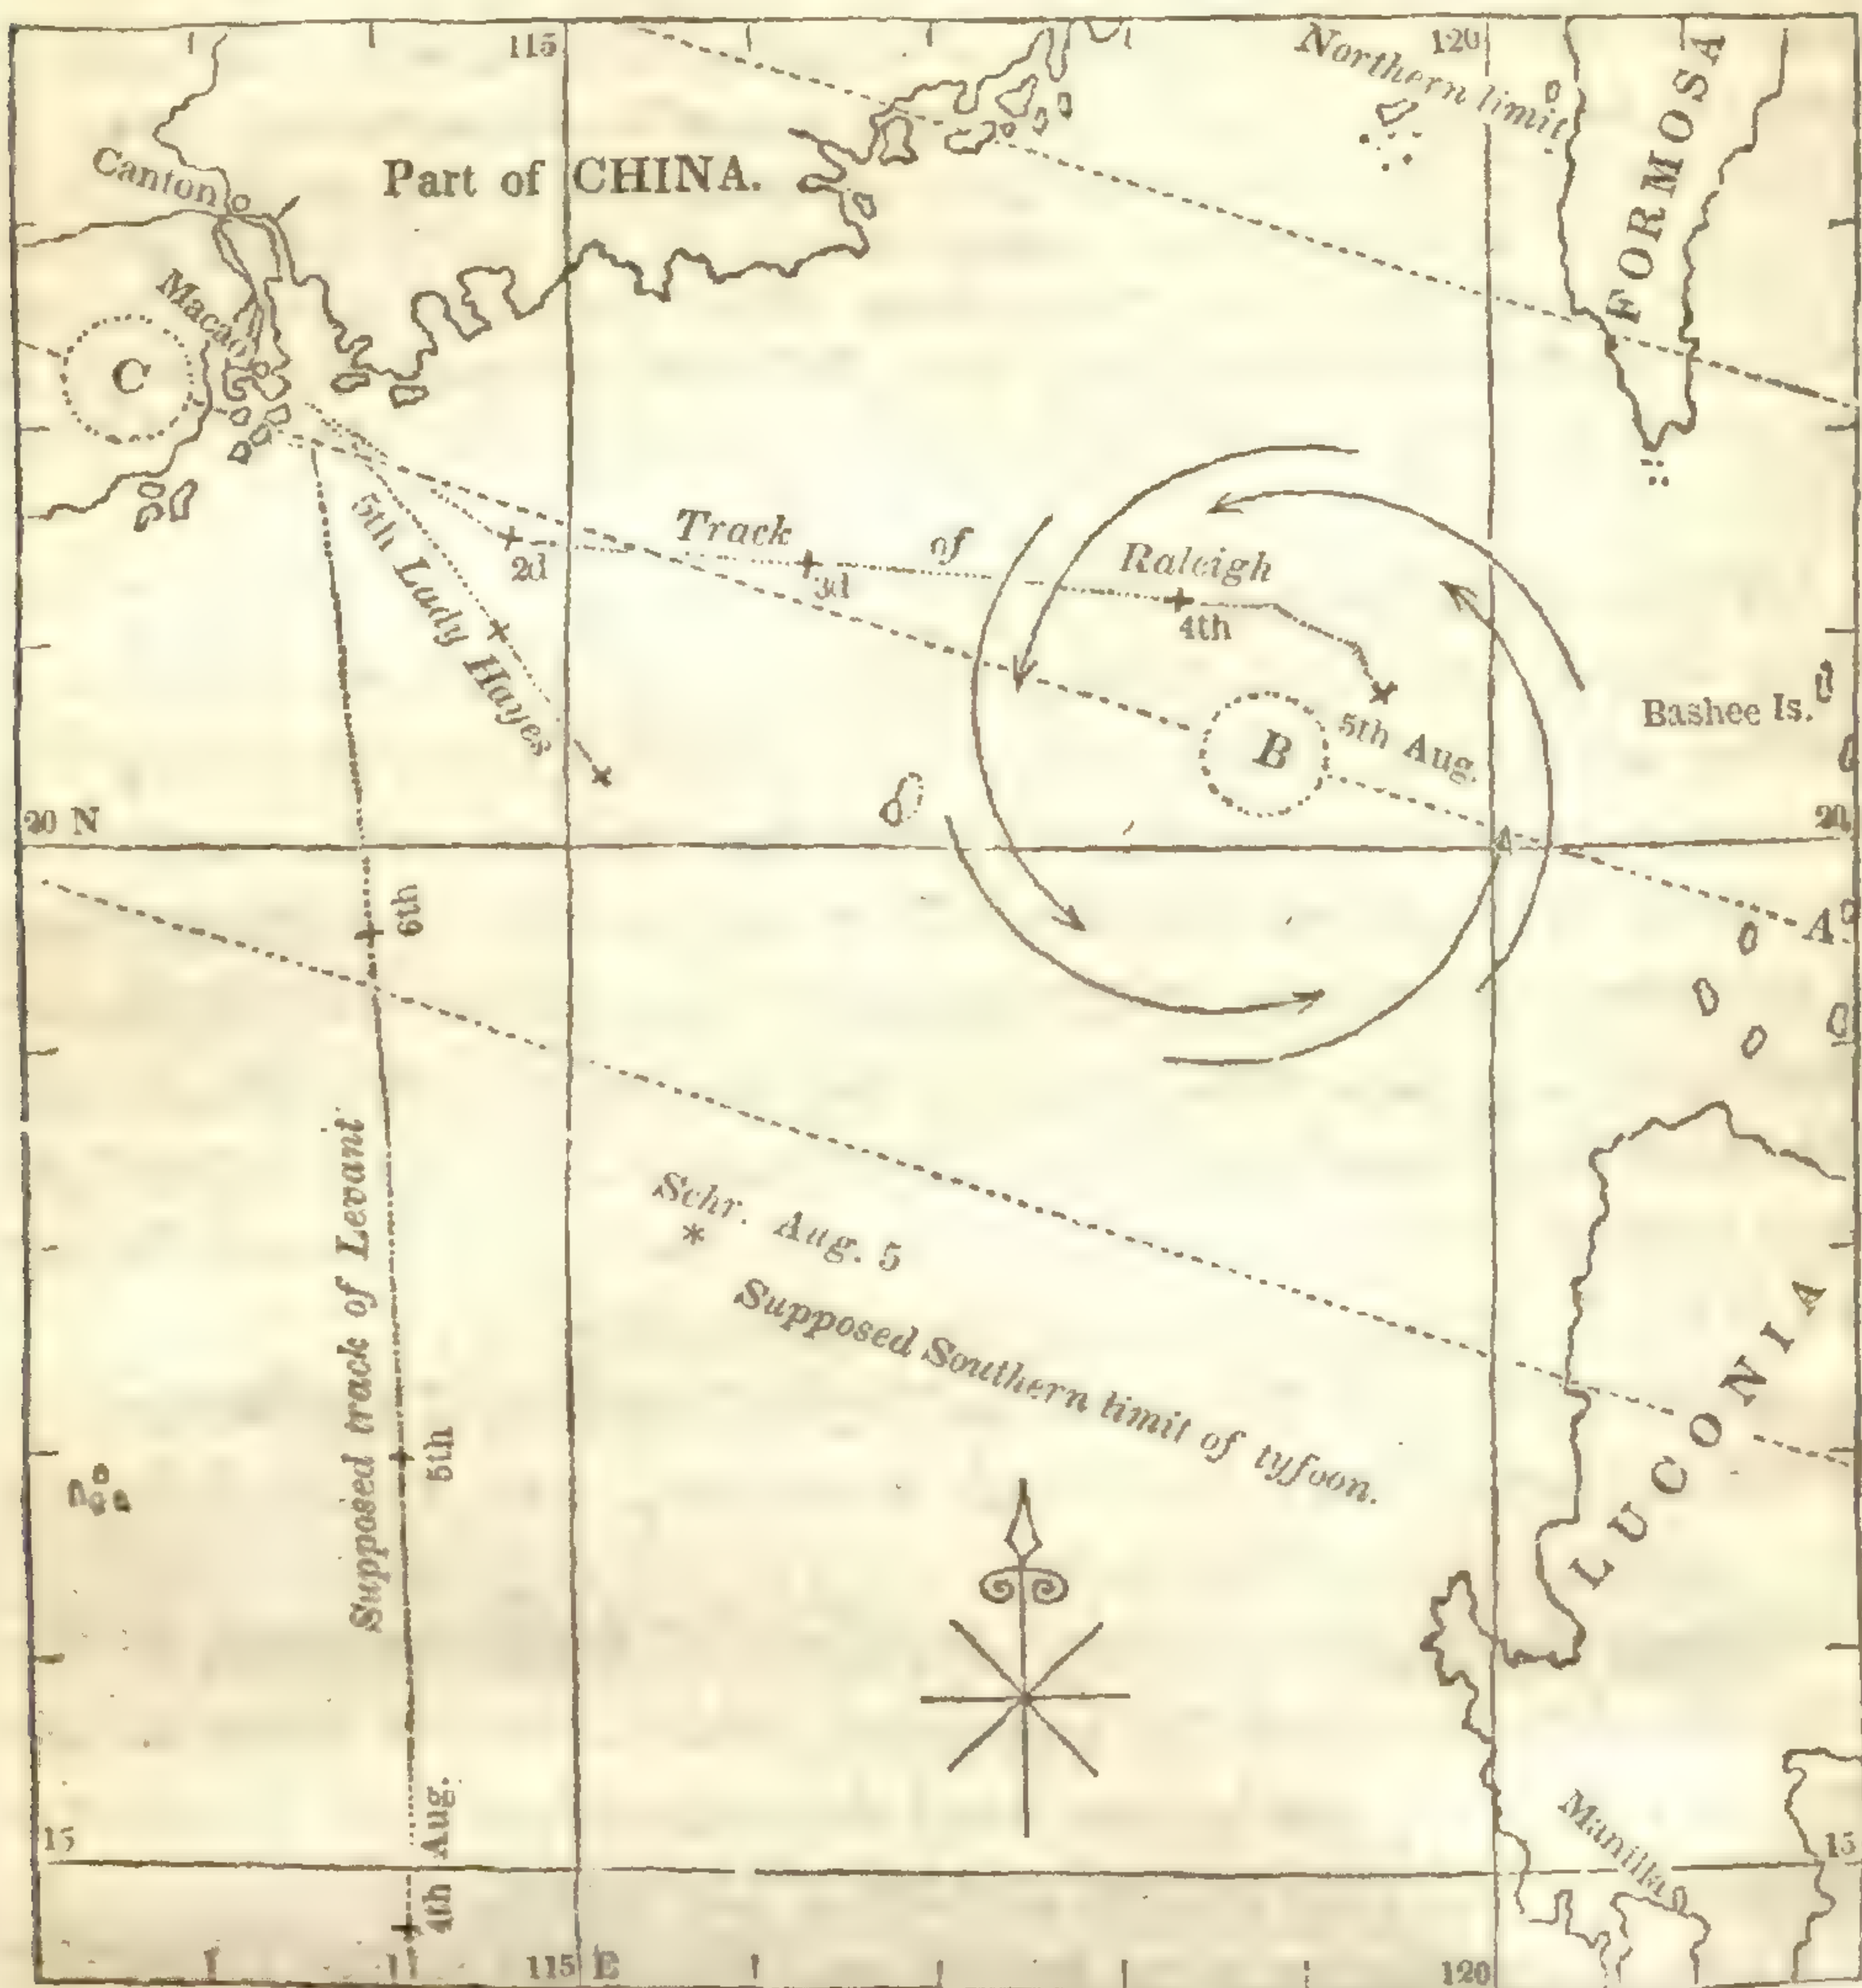 115
120
Northern limit
FORMOSA
Canton
Part of CHINA.
Macao
C
Track of Raleigh
2d
3d
4th
5th Aug.
5th Lady Hayes
B
Bashee Is.
20 N
20
A
6th
Supposed track of Levant
Schr. Aug. 5
*
Supposed Southern limit of tyfoon.
LUCONIA
5th
4th Aug.
Manilla
15
15
115 E
120